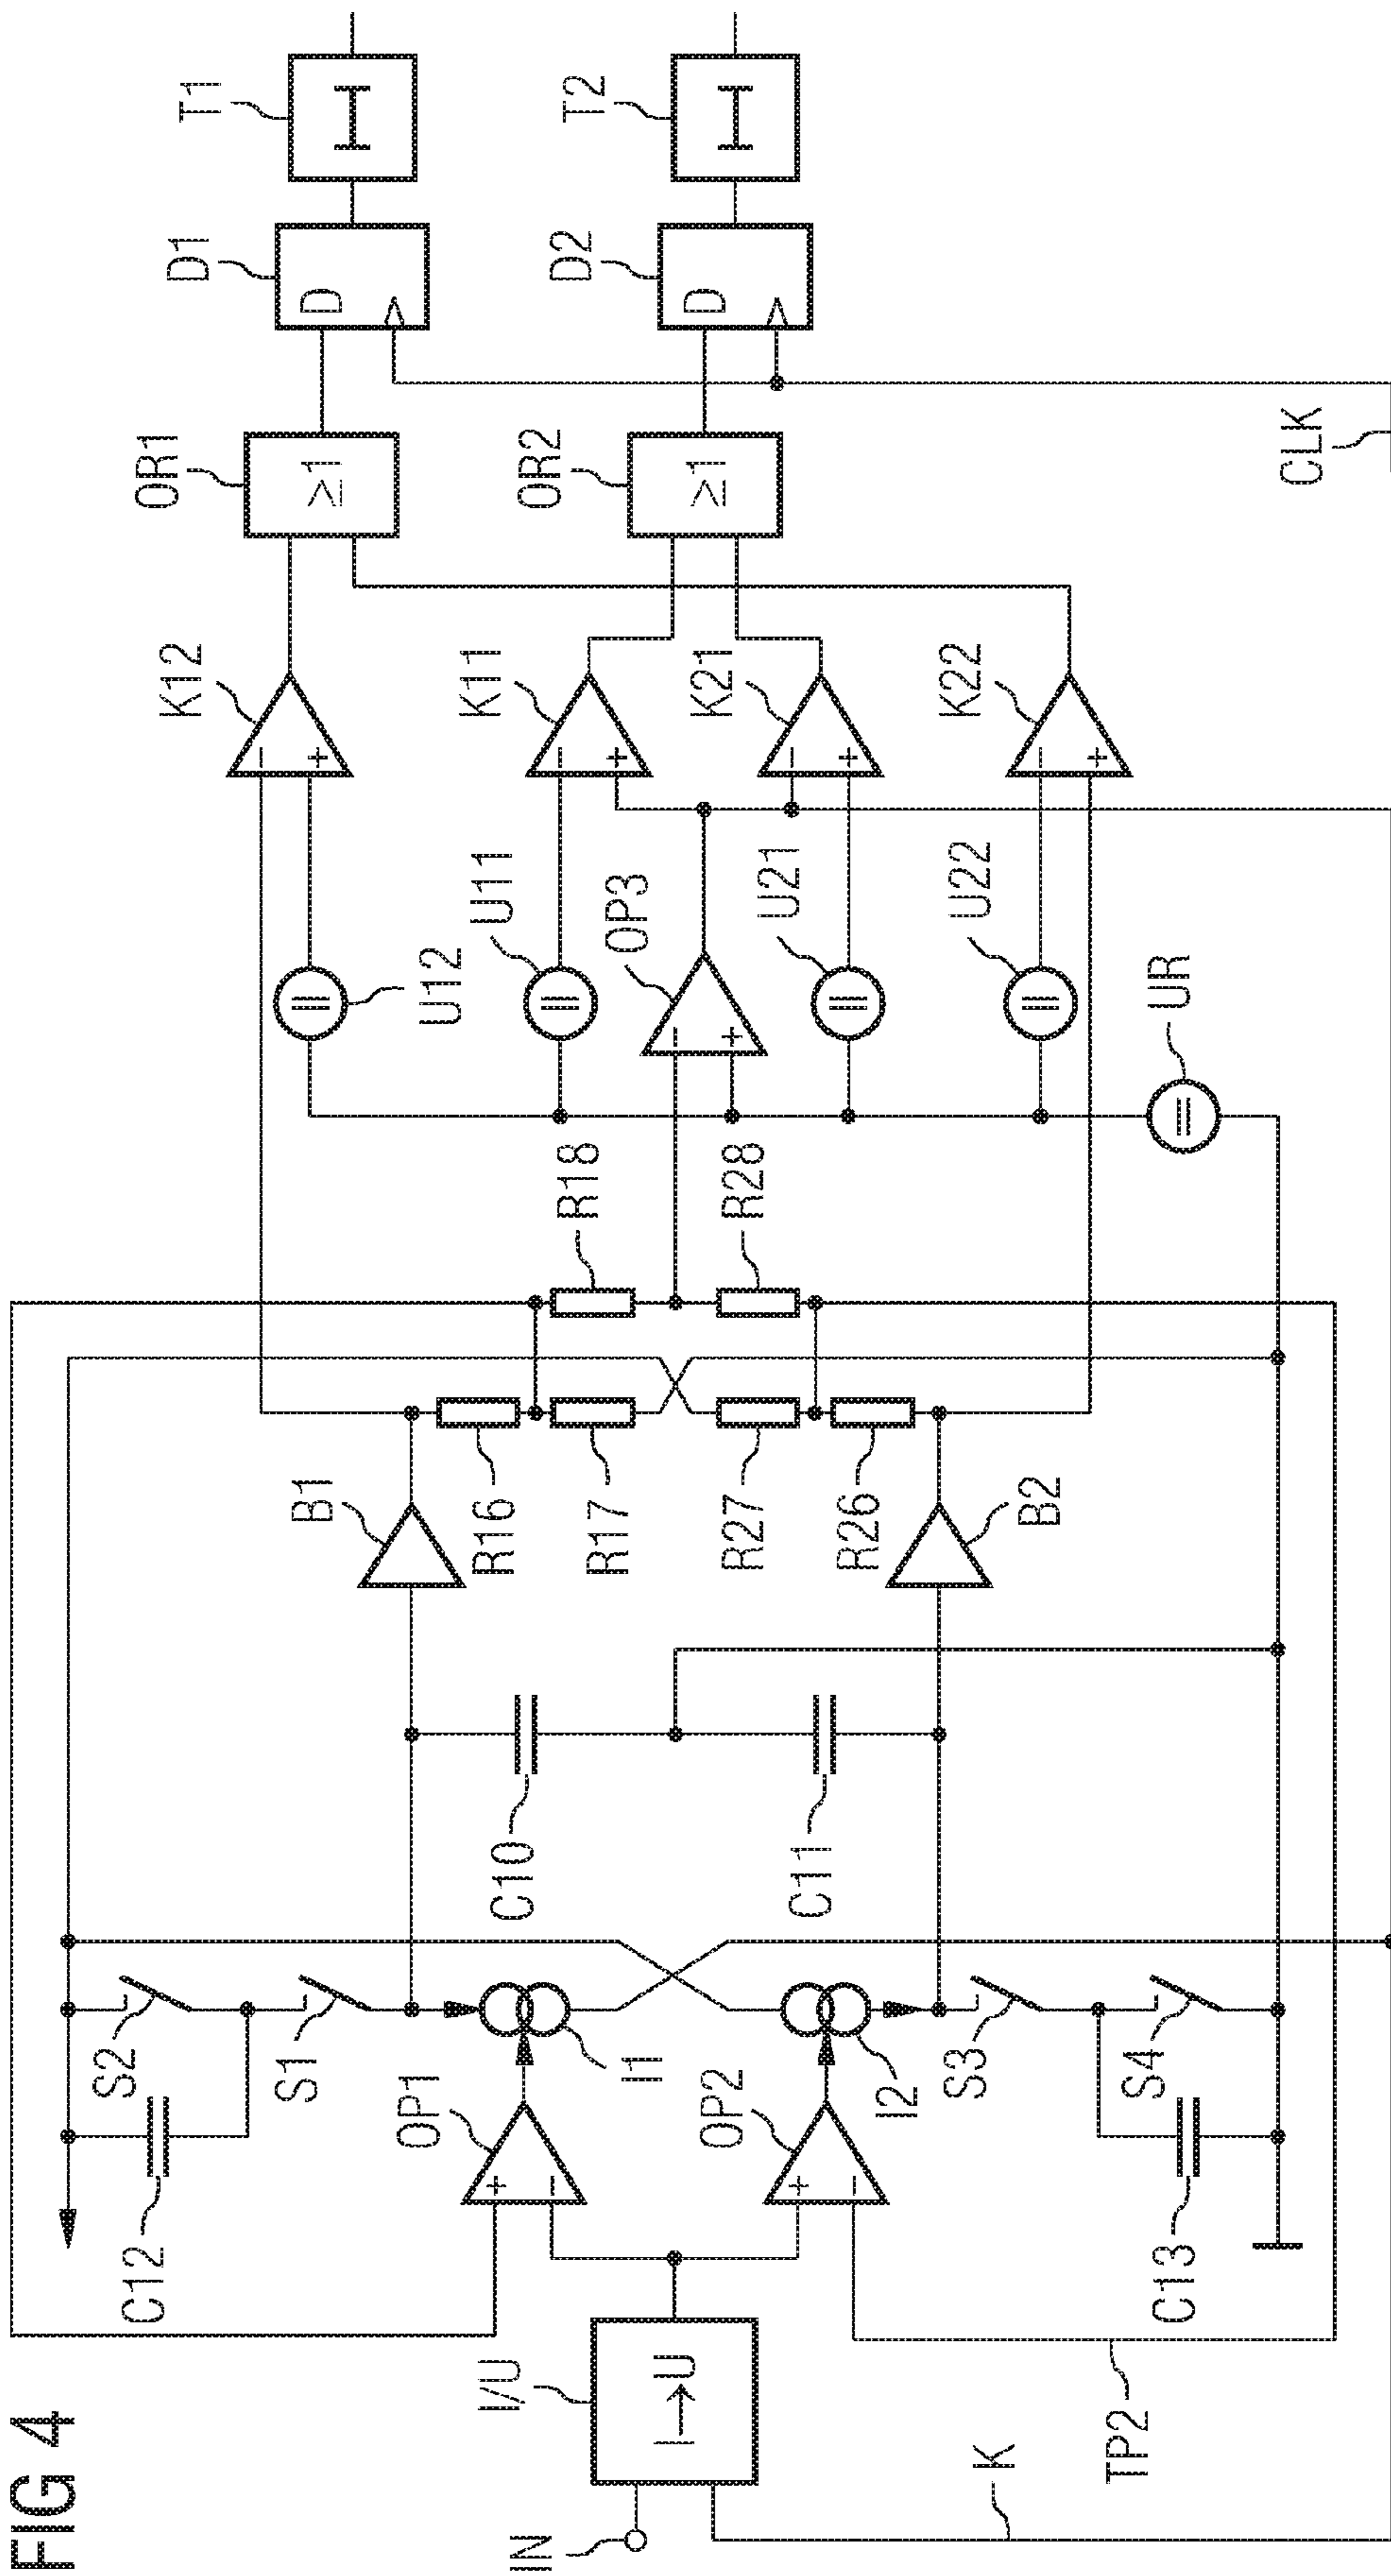 FIG 4
IN
I/U
I→U
K
TP2
C12
S2
S1
OP1
+
−
I1
OP2
+
−
I2
S3
S4
C13
C10
C11
B1
R16
R17
R27
R26
B2
R18
R28
UR
U12
U11
OP3
−
+
U21
U22
K12
−
+
K11
−
+
K21
−
+
K22
−
+
OR1
≥1
OR2
≥1
CLK
D1
D
D2
D
T1
T2